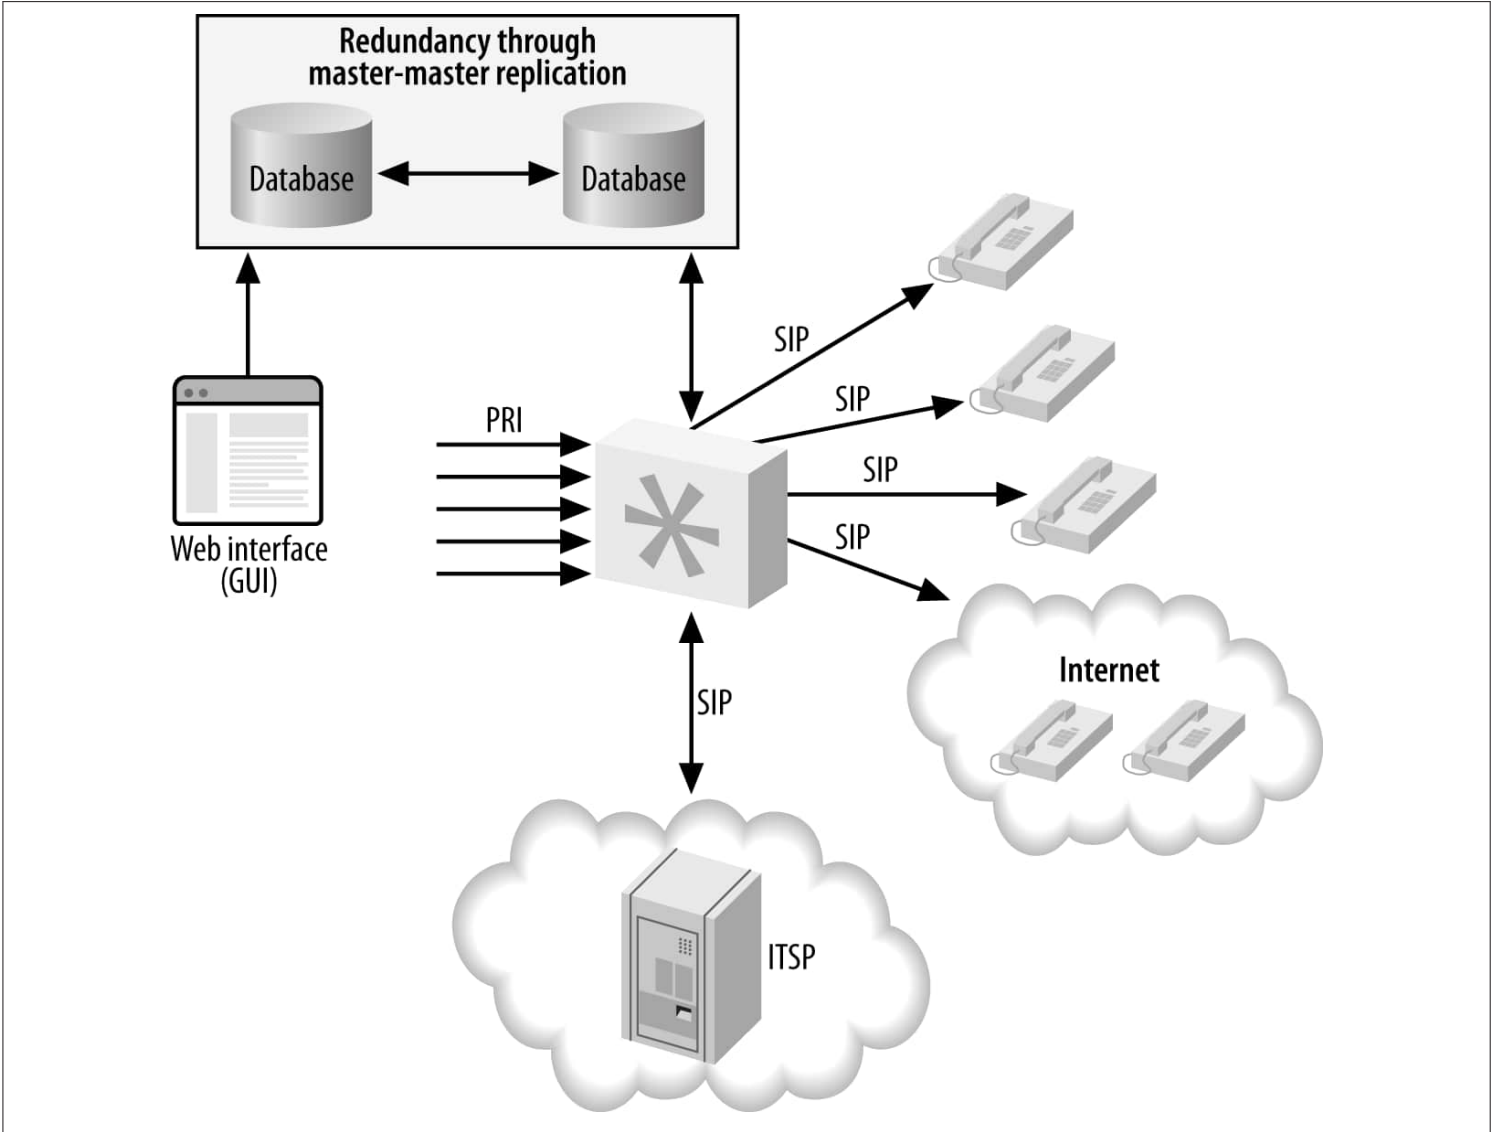 Redundancy through
master-master replication
Database
Database
SIP
SIP
PRI
SIP
SIP
Web interface
(GUI)
Internet
SIP
ITSP